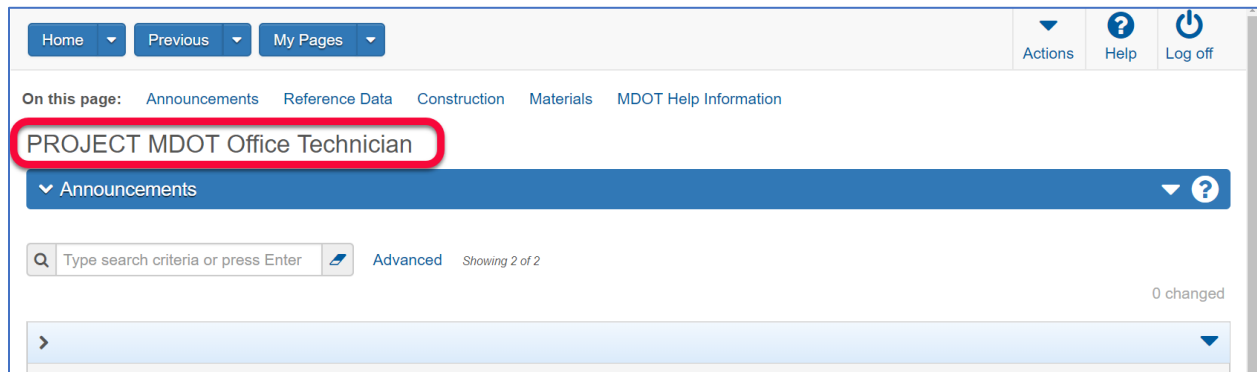 Home Previous My Pages
Actions Help Log off
On this page: Announcements Reference Data Construction Materials MDOT Help Information
PROJECT MDOT Office Technician
Announcements ?
Type search criteria or press Enter Advanced Showing 2 of 2
0 changed